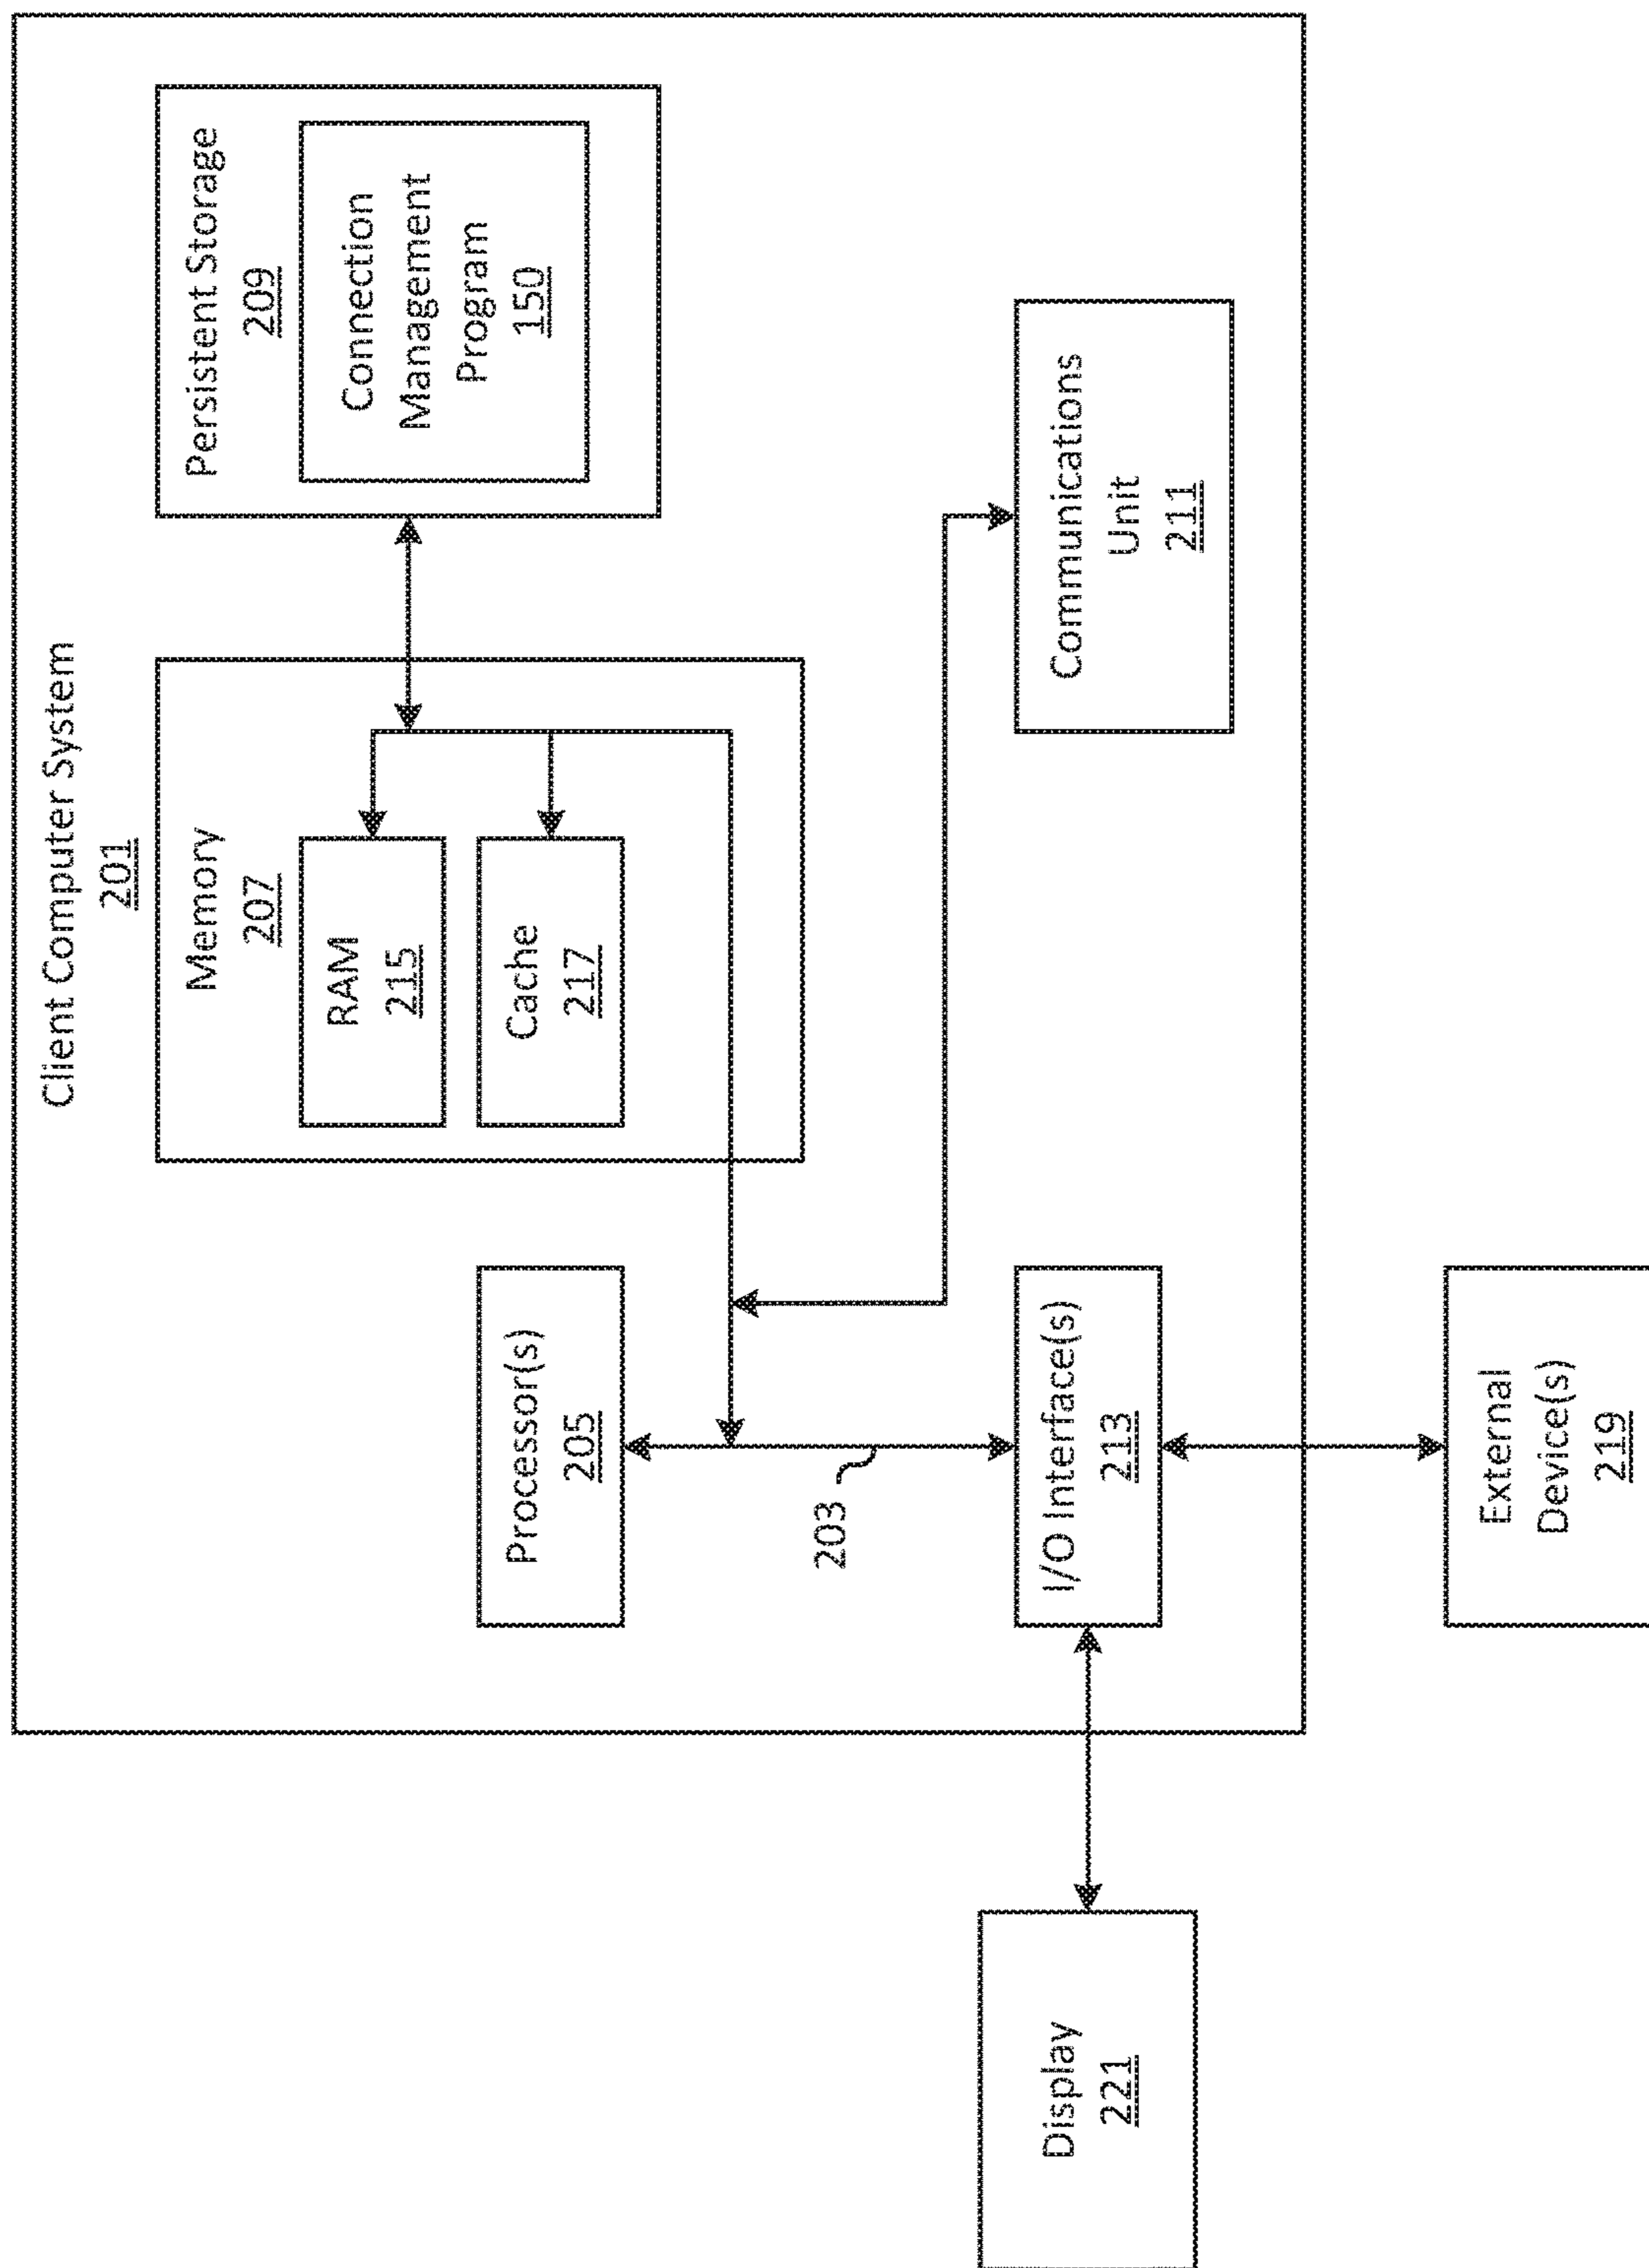 Client Computer System
201
Memory
207
RAM
215
Cache
217
Persistent Storage
209
Connection
Management
Program
150
Processor(s)
205
203
I/O Interface(s)
213
Communications
Unit
211
Display
221
External
Device(s)
219